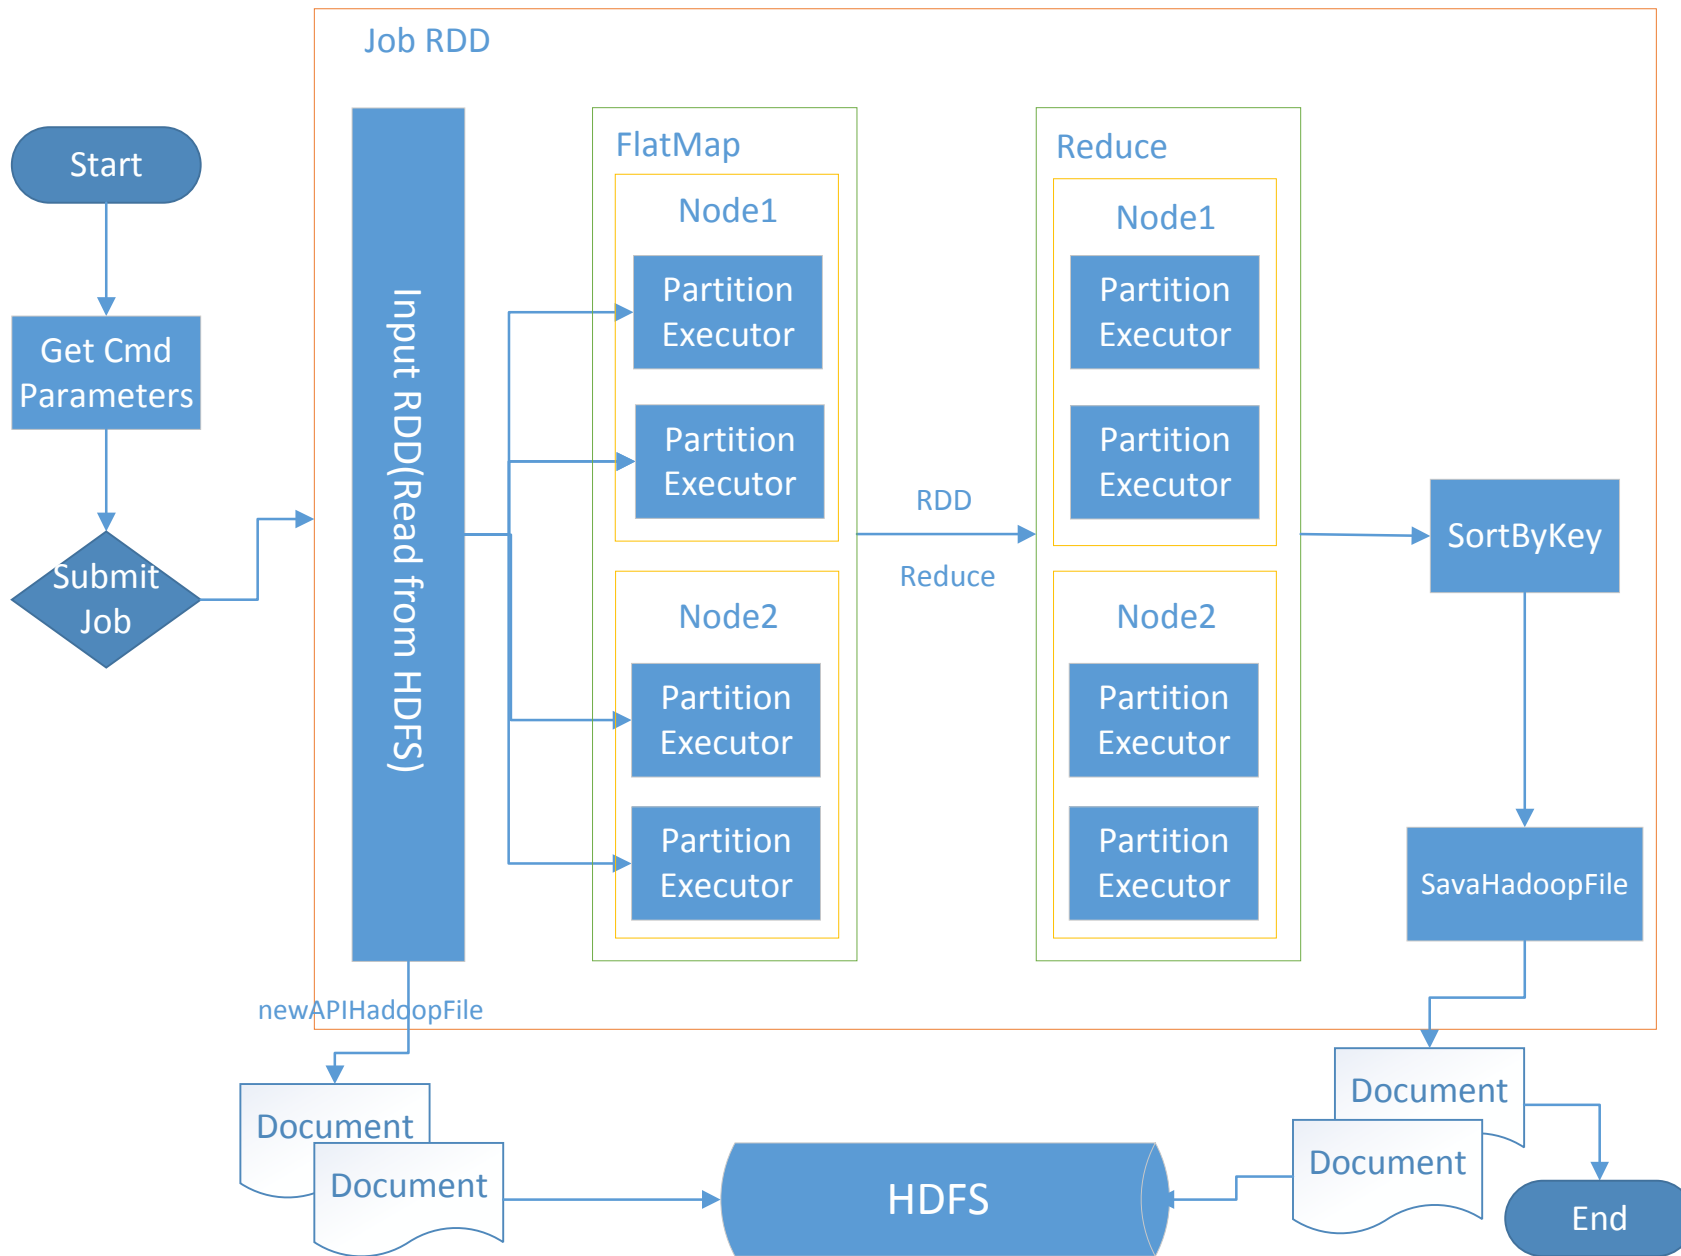 Job RDD
Start
Get Cmd
Parameters
Submit
Job
Input RDD(Read from HDFS)
FlatMap
Node1
Partition
Executor
Partition
Executor
Node2
Partition
Executor
Partition
Executor
RDD
Reduce
Reduce
Node1
Partition
Executor
Partition
Executor
Node2
Partition
Executor
Partition
Executor
SortByKey
SavaHadoopFile
newAPIHadoopFile
Document
Document
HDFS
Document
Document
End